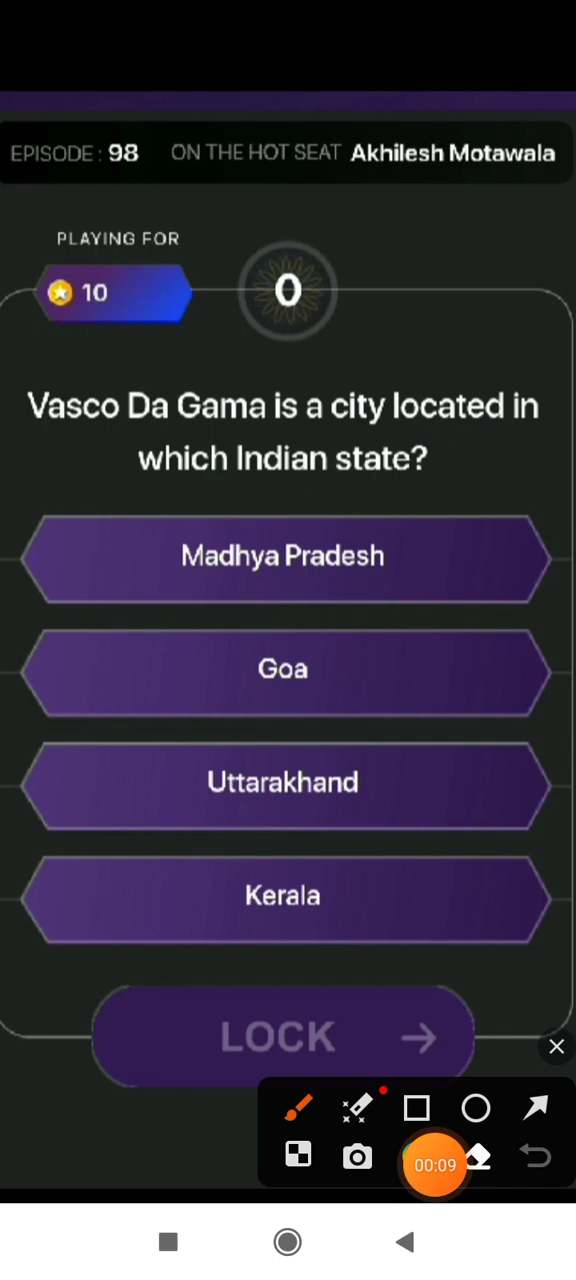 EPISODE : 98 ON THE HOT SEAT Akhilesh Motawala
PLAYING FOR
10
0
Vasco Da Gama is a city located in
which Indian state?
Madhya Pradesh
Goa
Uttarakhand
Kerala
LOCK
00:09